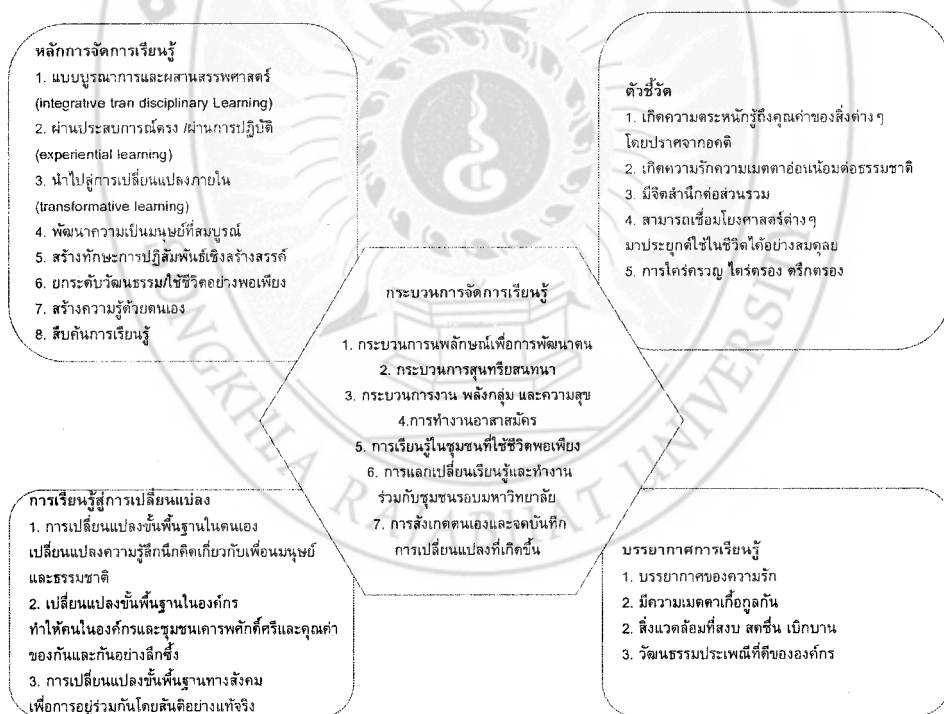 หลักการจัดการเรียนรู้
1. แบบบูรณาการและผสานสรรพศาสตร์
(integrative tran disciplinary Learning)
2. ผ่านประสบการณ์ตรง /ผ่านการปฏิบัติ
(experiential learning)
3. นำไปสู่การเปลี่ยนแปลงภายใน
(transformative learning)
4. พัฒนาความเป็นมนุษย์ที่สมบูรณ์
5. สร้างทักษะการปฏิสัมพันธ์เชิงสร้างสรรค์
6. ยกระดับวัฒนธรรม/ใช้ชีวิตอย่างพอเพียง
7. สร้างความรู้ด้วยตนเอง
8. สืบค้นการเรียนรู้
ตัวชี้วัด
1. เกิดความตระหนักรู้ถึงคุณค่าของสิ่งต่าง ๆ
โดยปราศจากอคติ
2. เกิดความรักความเมตตาอ่อนน้อมต่อธรรมชาติ
3. มีจิตสำนึกต่อส่วนรวม
4. สามารถเชื่อมโยงศาสตร์ต่าง ๆ
มาประยุกต์ใช้ในชีวิตได้อย่างสมดุลย
5. การใคร่ครวญ ไตร่ตรอง ตรึกตรอง
กระบวนการจัดการเรียนรู้
1. กระบวนการนพลักษณ์เพื่อการพัฒนาตน
2. กระบวนการสุนทรียสนทนา
3. กระบวนการงาน พลังกลุ่ม และความสุข
4.การทำงานอาสาสมัคร
5. การเรียนรู้ในชุมชนที่ใช้ชีวิตพอเพียง
6. การแลกเปลี่ยนเรียนรู้และทำงาน
ร่วมกับชุมชนรอบมหาวิทยาลัย
7. การสังเกตตนเองและจดบันทึก
การเปลี่ยนแปลงที่เกิดขึ้น
การเรียนรู้สู่การเปลี่ยนแปลง
1. การเปลี่ยนแปลงขั้นพื้นฐานในตนเอง
เปลี่ยนแปลงความรู้สึกนึกคิดเกี่ยวกับเพื่อนมนุษย์
และธรรมชาติ
2. เปลี่ยนแปลงขั้นพื้นฐานในองค์กร
ทำให้คนในองค์กรและชุมชนเคารพศักดิ์ศรีและคุณค่า
ของกันและกันอย่างลึกซึ้ง
3. การเปลี่ยนแปลงขั้นพื้นฐานทางสังคม
เพื่อการอยู่ร่วมกันโดยสันติอย่างแท้จริง
บรรยากาศการเรียนรู้
1. บรรยากาศของความรัก
2. มีความเมตตาเกื้อกูลกัน
2. สิ่งแวดล้อมที่สงบ สดชื่น เบิกบาน
3. วัฒนธรรมประเพณีที่ดีขององค์กร
SONGKHLA RAJABHAT UNIVERSITY